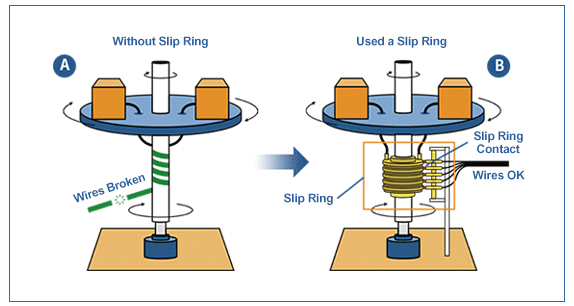 Without Slip Ring
Used a Slip Ring
A
B
Slip Ring
Contact
Wires OK
Wires Broken
Slip Ring